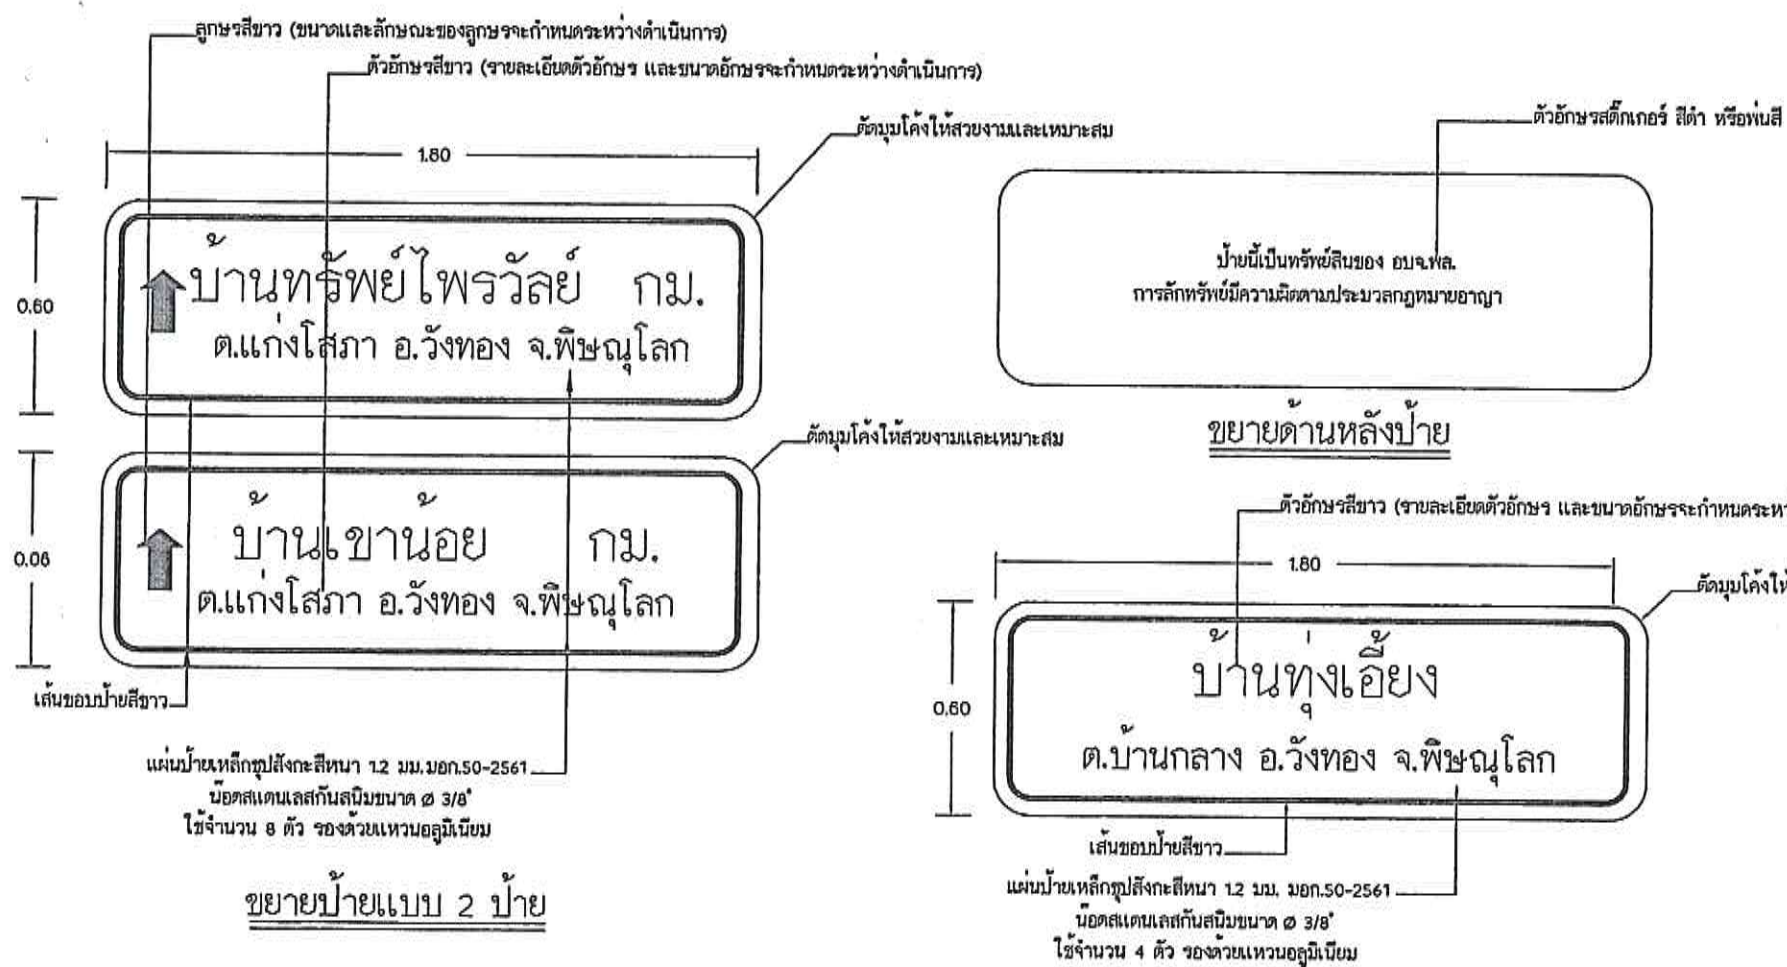 ลูกษรสีขาว (ขนาดและลักษณะของลูกษรจะกำหนดระหว่างดำเนินการ)
ตัวอักษรสีขาว (รายละเอียดตัวอักษร และขนาดอักษรจะกำหนดระหว่างดำเนินการ)
ตัดมุมโค้งให้สวยงามและเหมาะสม
1.80
0.60
บ้านทรัพย์ไพรวัลย์ กม.
ต.แก่งโสภา อ.วังทอง จ.พิษณุโลก
ตัดมุมโค้งให้สวยงามและเหมาะสม
0.06
บ้านเขาน้อย กม.
ต.แก่งโสภา อ.วังทอง จ.พิษณุโลก
เส้นขอบป้ายสีขาว
แผ่นป้ายเหล็กชุปสังกะสีหนา 1.2 มม.มอก.50-2561
น๊อตสแตนเลสกันสนิมขนาด Ø 3/8"
ใช้จำนวน 8 ตัว รองด้วยแหวนอลูมิเนียม
ขยายป้ายแบบ 2 ป้าย
ตัวอักษรสติ๊กเกอร์ สีดำ หรือพ่นสี
ป้ายนี้เป็นทรัพย์สินของ อบจ.พล.
การลักทรัพย์มีความผิดตามประมวลกฎหมายอาญา
ขยายด้านหลังป้าย
ตัวอักษรสีขาว (รายละเอียดตัวอักษร และขนาดอักษรจะกำหนดระหว
1.80
ตัดมุมโค้งให้
0.60
บ้านทุ่งเอี้ยง
ต.บ้านกลาง อ.วังทอง จ.พิษณุโลก
เส้นขอบป้ายสีขาว
แผ่นป้ายเหล็กชุปสังกะสีหนา 1.2 มม. มอก.50-2561
น๊อตสแตนเลสกันสนิมขนาด Ø 3/8"
ใช้จำนวน 4 ตัว รองด้วยแหวนอลูมิเนียม